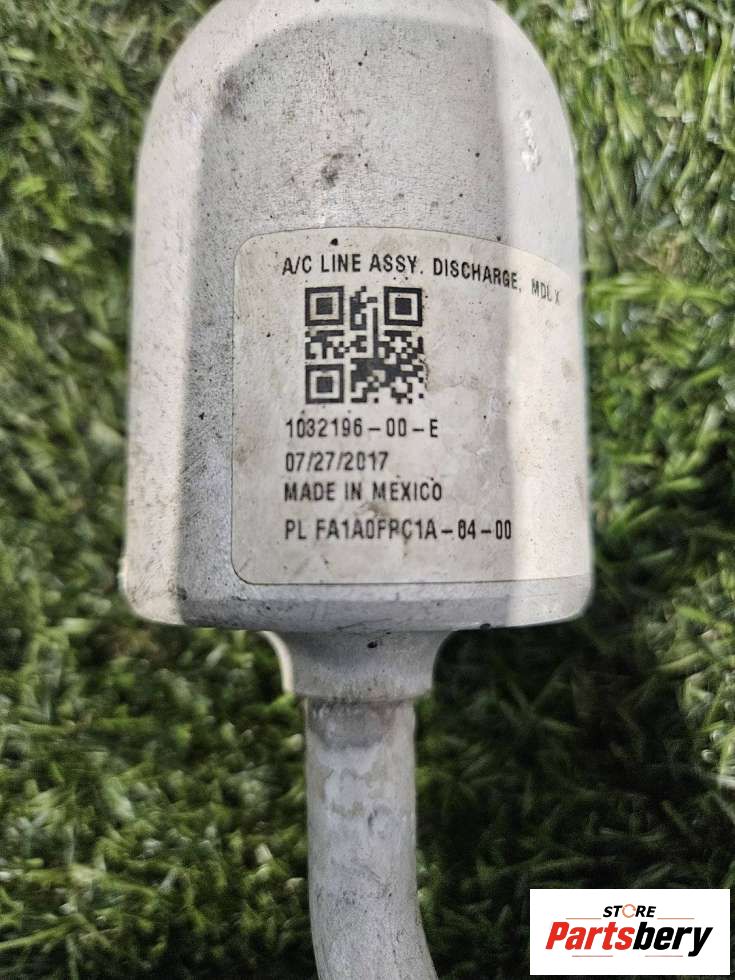 A/C LINE ASSY. DISCHARGE, MDL X
1032196-00-E
07/27/2017
MADE IN MEXICO
PL FA1A0FRC1A-04-00
STORE
Partsbery